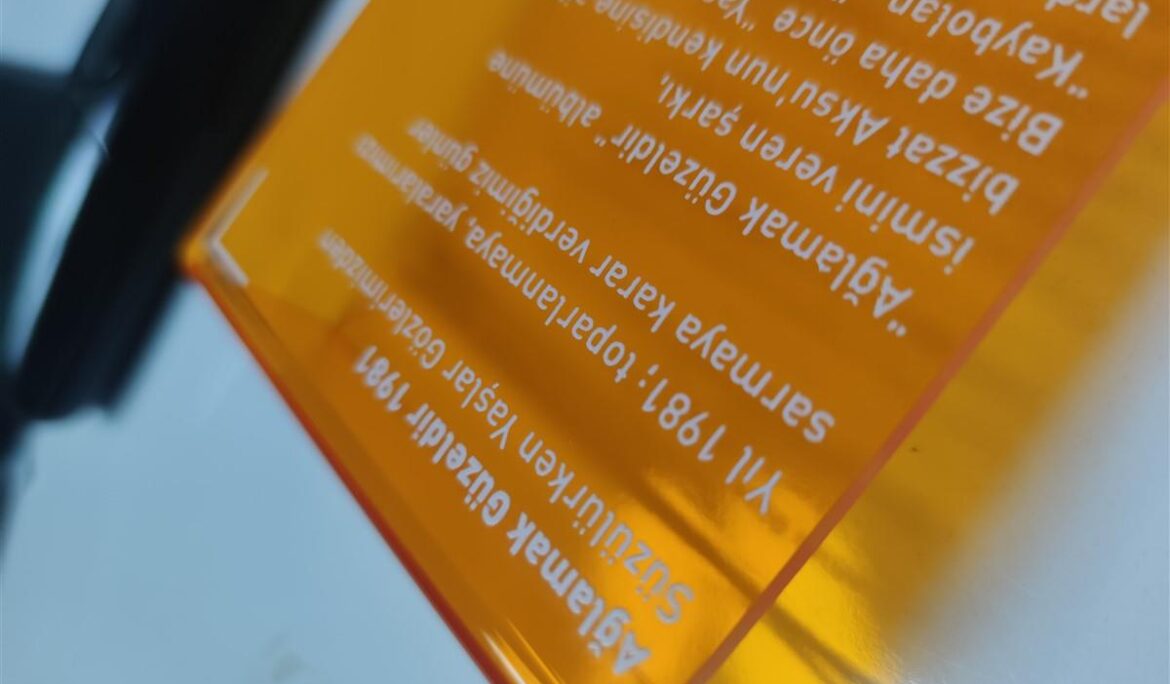 Ağlamak Güzeldir 1981
Süzülürken Yaşlar Gözlerinizden
Yıl 1981; toparlanmaya, yaralarımızı
sarmaya karar verdiğimiz günler
"Ağlamak Güzeldir" albümüne
ismini veren şarkı,
bizzat Aksu'nun kendisine
Bize daha önce
"Kaybolan